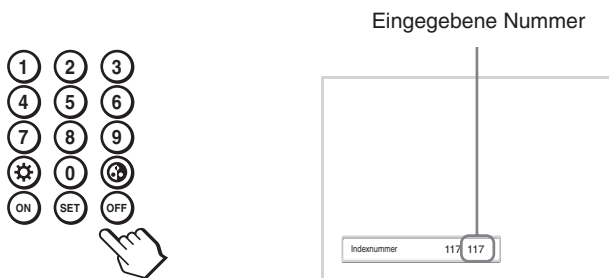 Eingegebene Nummer
1 2 3
4 5 6
7 8 9
0
ON SET OFF
Indexnummer 117 117